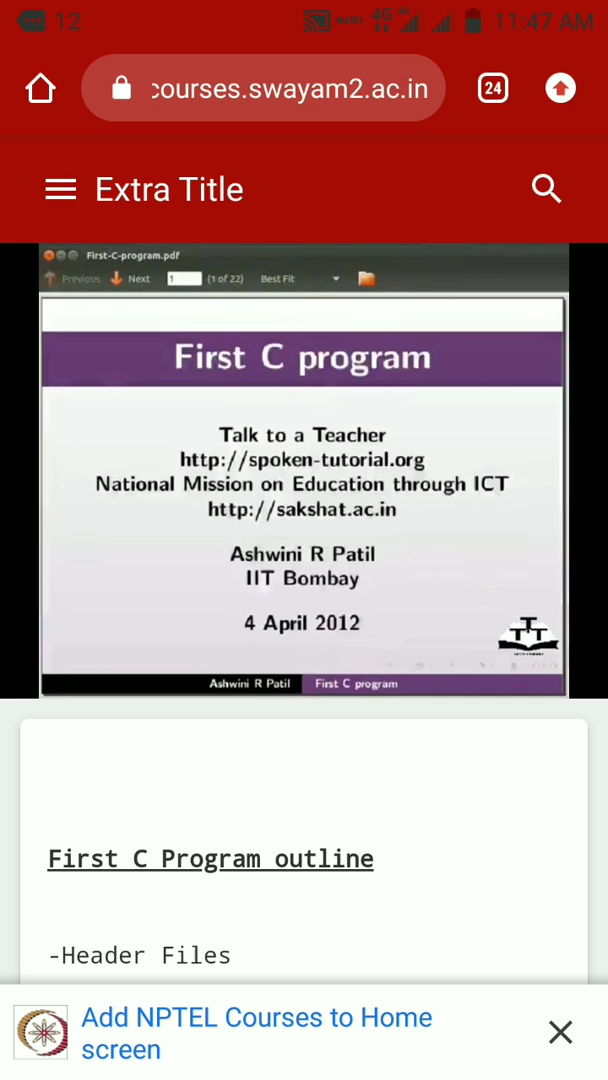 12
4G
11:47 AM
courses.swayam2.ac.in
24
Extra Title
First-C-program.pdf
Previous Next 1 (1 of 22) Best Fit
First C program
Talk to a Teacher
http://spoken-tutorial.org
National Mission on Education through ICT
http://sakshat.ac.in
Ashwini R Patil
IIT Bombay
4 April 2012
Ashwini R Patil First C program
First C Program outline
-Header Files
Add NPTEL Courses to Home
screen